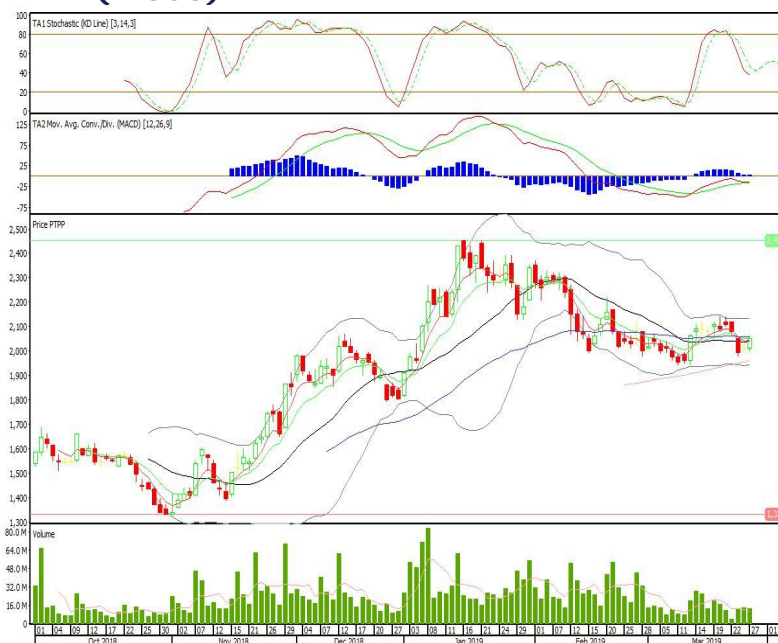 TA1 Stochastic (KD Line) [3,14,3]
100
80
60
40
20
0
TA2 Mov. Avg. Conv./Div. (MACD) [12,26,9]
125
75
25
-25
-75
Price PTPP
2,500
2,400
2,300
2,200
2,100
2,000
1,900
1,800
1,700
1,600
1,500
1,400
1,300
Volume
80.0 M
64.0 M
48.0 M
32.0 M
16.0 M
0.0 M
01 04 09 12 17 22 25 30 02 07 12 15 21 26 29 04 07 12 17 20 27 03 08 11 16 21 24 29 01 07 12 15 20 25 28 05 11 14 19 22 27 01
Oct 2018 Nov 2018 Dec 2018 Jan 2019 Feb 2019 Mar 2019